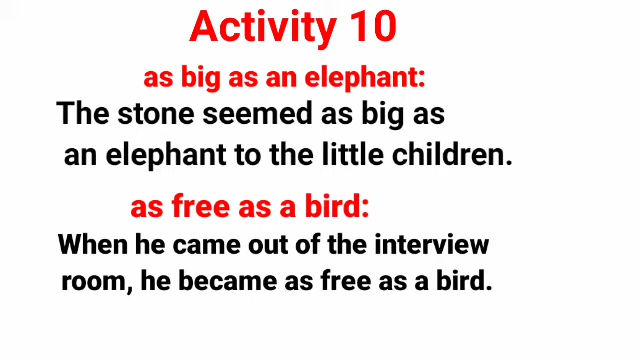 Activity 10
as big as an elephant:
The stone seemed as big as
an elephant to the little children.
as free as a bird:
When he came out of the interview
room, he became as free as a bird.